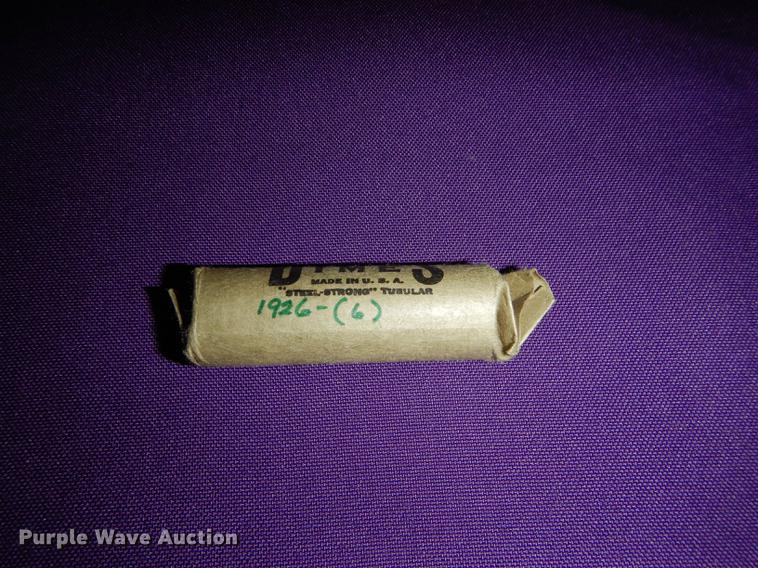 DIMES
MADE IN U. S. A.
"STEEL-STRONG" TUBULAR
1926-(6)
Purple Wave Auction